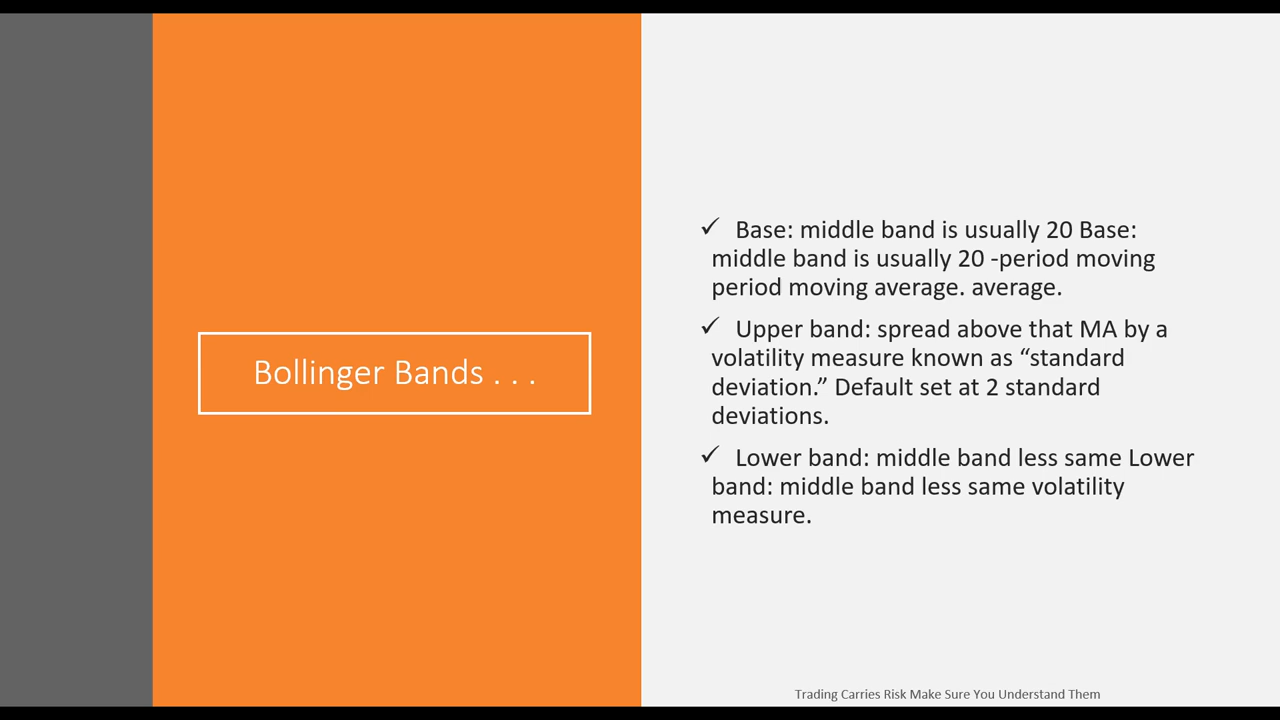 Bollinger Bands . . .
✓ Base: middle band is usually 20 Base:
middle band is usually 20 -period moving
period moving average. average.
✓ Upper band: spread above that MA by a
volatility measure known as “standard
deviation.” Default set at 2 standard
deviations.
✓ Lower band: middle band less same Lower
band: middle band less same volatility
measure.
Trading Carries Risk Make Sure You Understand Them